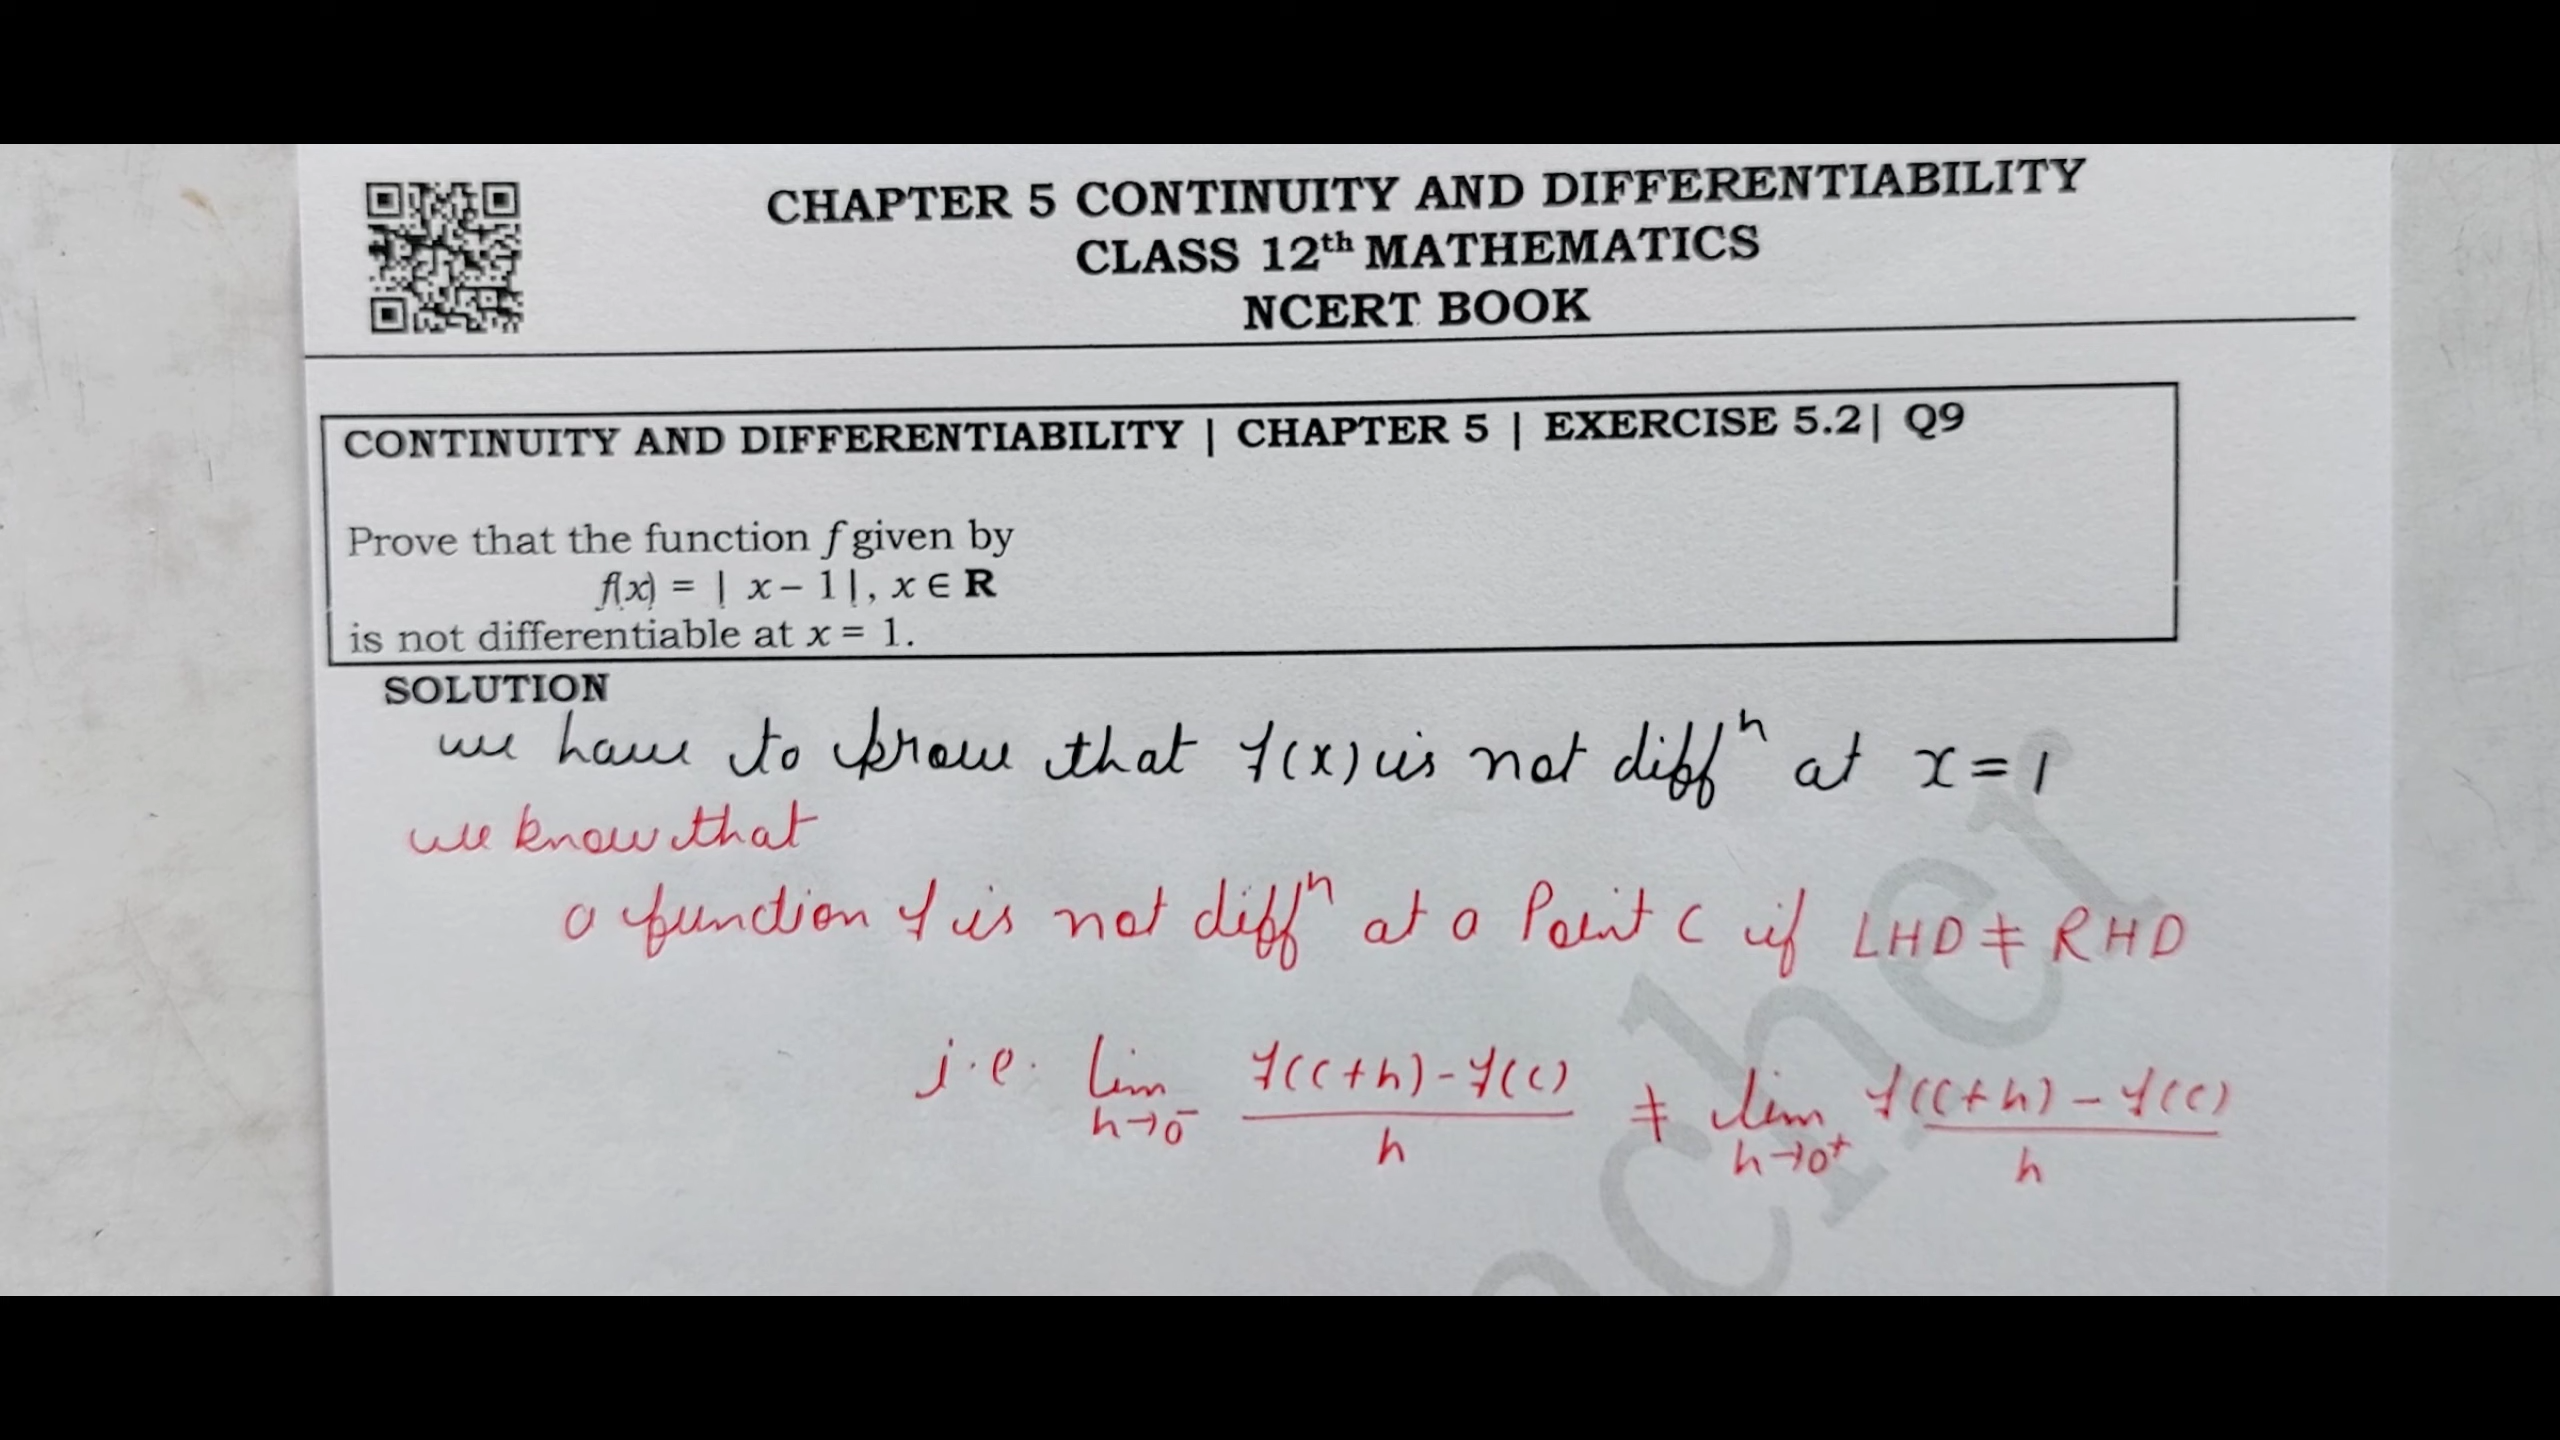 CHAPTER 5 CONTINUITY AND DIFFERENTIABILITY
CLASS 12th MATHEMATICS
NCERT BOOK
CONTINUITY AND DIFFERENTIABILITY | CHAPTER 5 | EXERCISE 5.2| Q9
Prove that the function f given by
f(x) = | x – 1|, x ∈ R
is not differentiable at x = 1.
SOLUTION
we have to know that f(x) is not diffⁿ at x = 1
we know that
a function f is not diffⁿ at a Point c if LHD ≠ RHD
i.e. lim h→0⁻ f(c+h) - f(c) / h ≠ lim h→0⁺ f(c+h) - f(c) / h